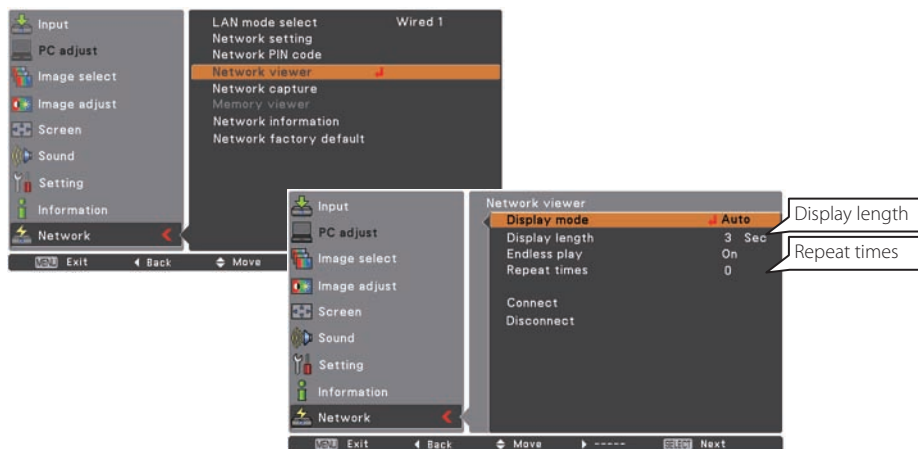 Input
PC adjust
Image select
Image adjust
Screen
Sound
Setting
Information
Network
LAN mode select Wired 1
Network setting
Network PIN code
Network viewer
Network capture
Memory viewer
Network information
Network factory default
MENU Exit Back Move
Input
PC adjust
Image select
Image adjust
Screen
Sound
Setting
Information
Network
Network viewer
Display mode Auto
Display length 3 Sec
Endless play On
Repeat times 0
Connect
Disconnect
MENU Exit Back Move ----- SELECT Next
Display length
Repeat times